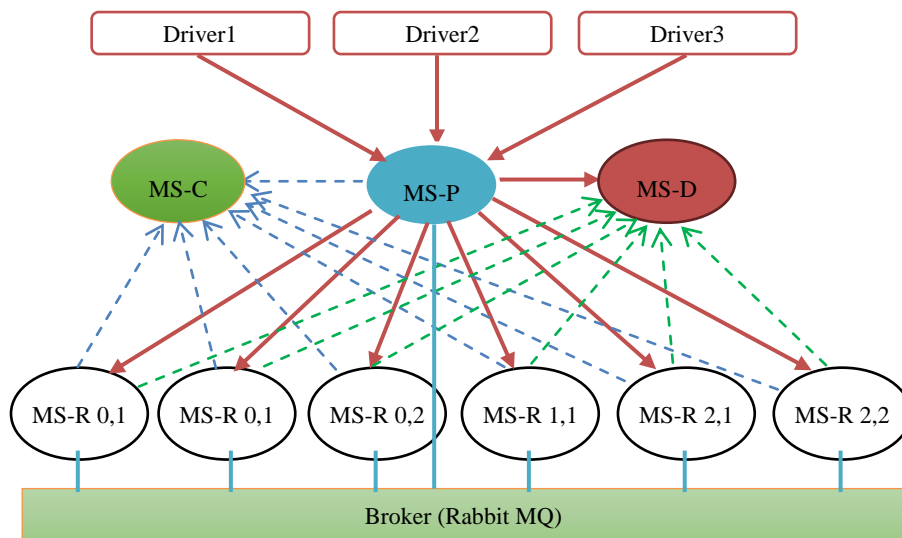 Driver1
Driver2
Driver3
MS-C
MS-P
MS-D
MS-R 0,1
MS-R 0,1
MS-R 0,2
MS-R 1,1
MS-R 2,1
MS-R 2,2
Broker (Rabbit MQ)